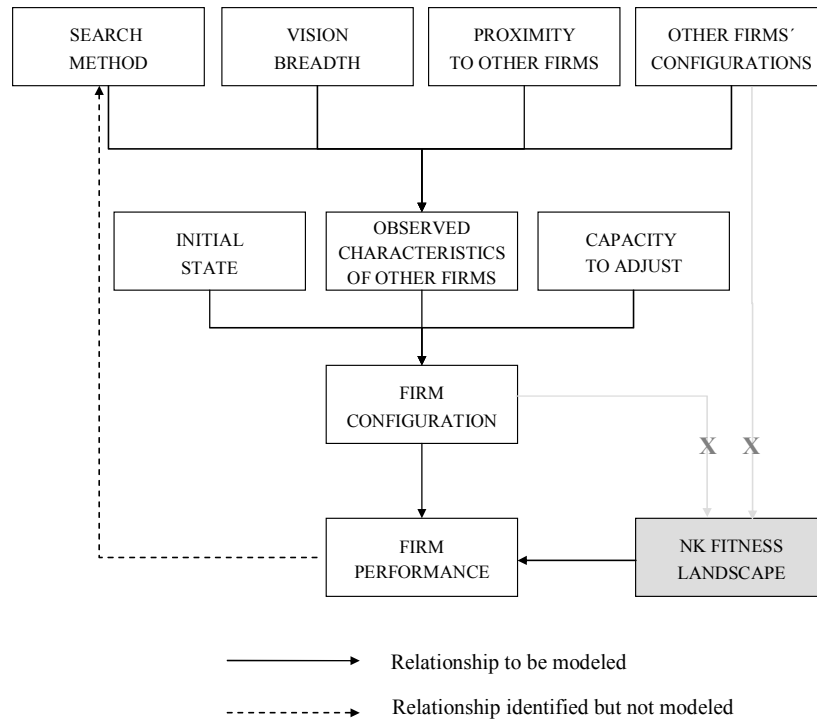 SEARCH
METHOD
VISION
BREADTH
PROXIMITY
TO OTHER FIRMS
OTHER FIRMS´
CONFIGURATIONS
INITIAL
STATE
OBSERVED
CHARACTERISTICS
OF OTHER FIRMS
CAPACITY
TO ADJUST
FIRM
CONFIGURATION
X
X
FIRM
PERFORMANCE
NK FITNESS
LANDSCAPE
Relationship to be modeled
Relationship identified but not modeled